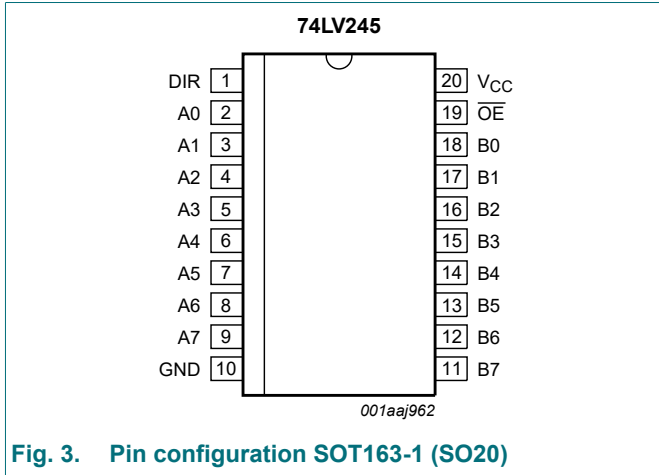 74LV245
DIR 1 20 VCC
A0 2 19 OE
A1 3 18 B0
A2 4 17 B1
A3 5 16 B2
A4 6 15 B3
A5 7 14 B4
A6 8 13 B5
A7 9 12 B6
GND 10 11 B7
001aaj962
Fig. 3. Pin configuration SOT163-1 (SO20)